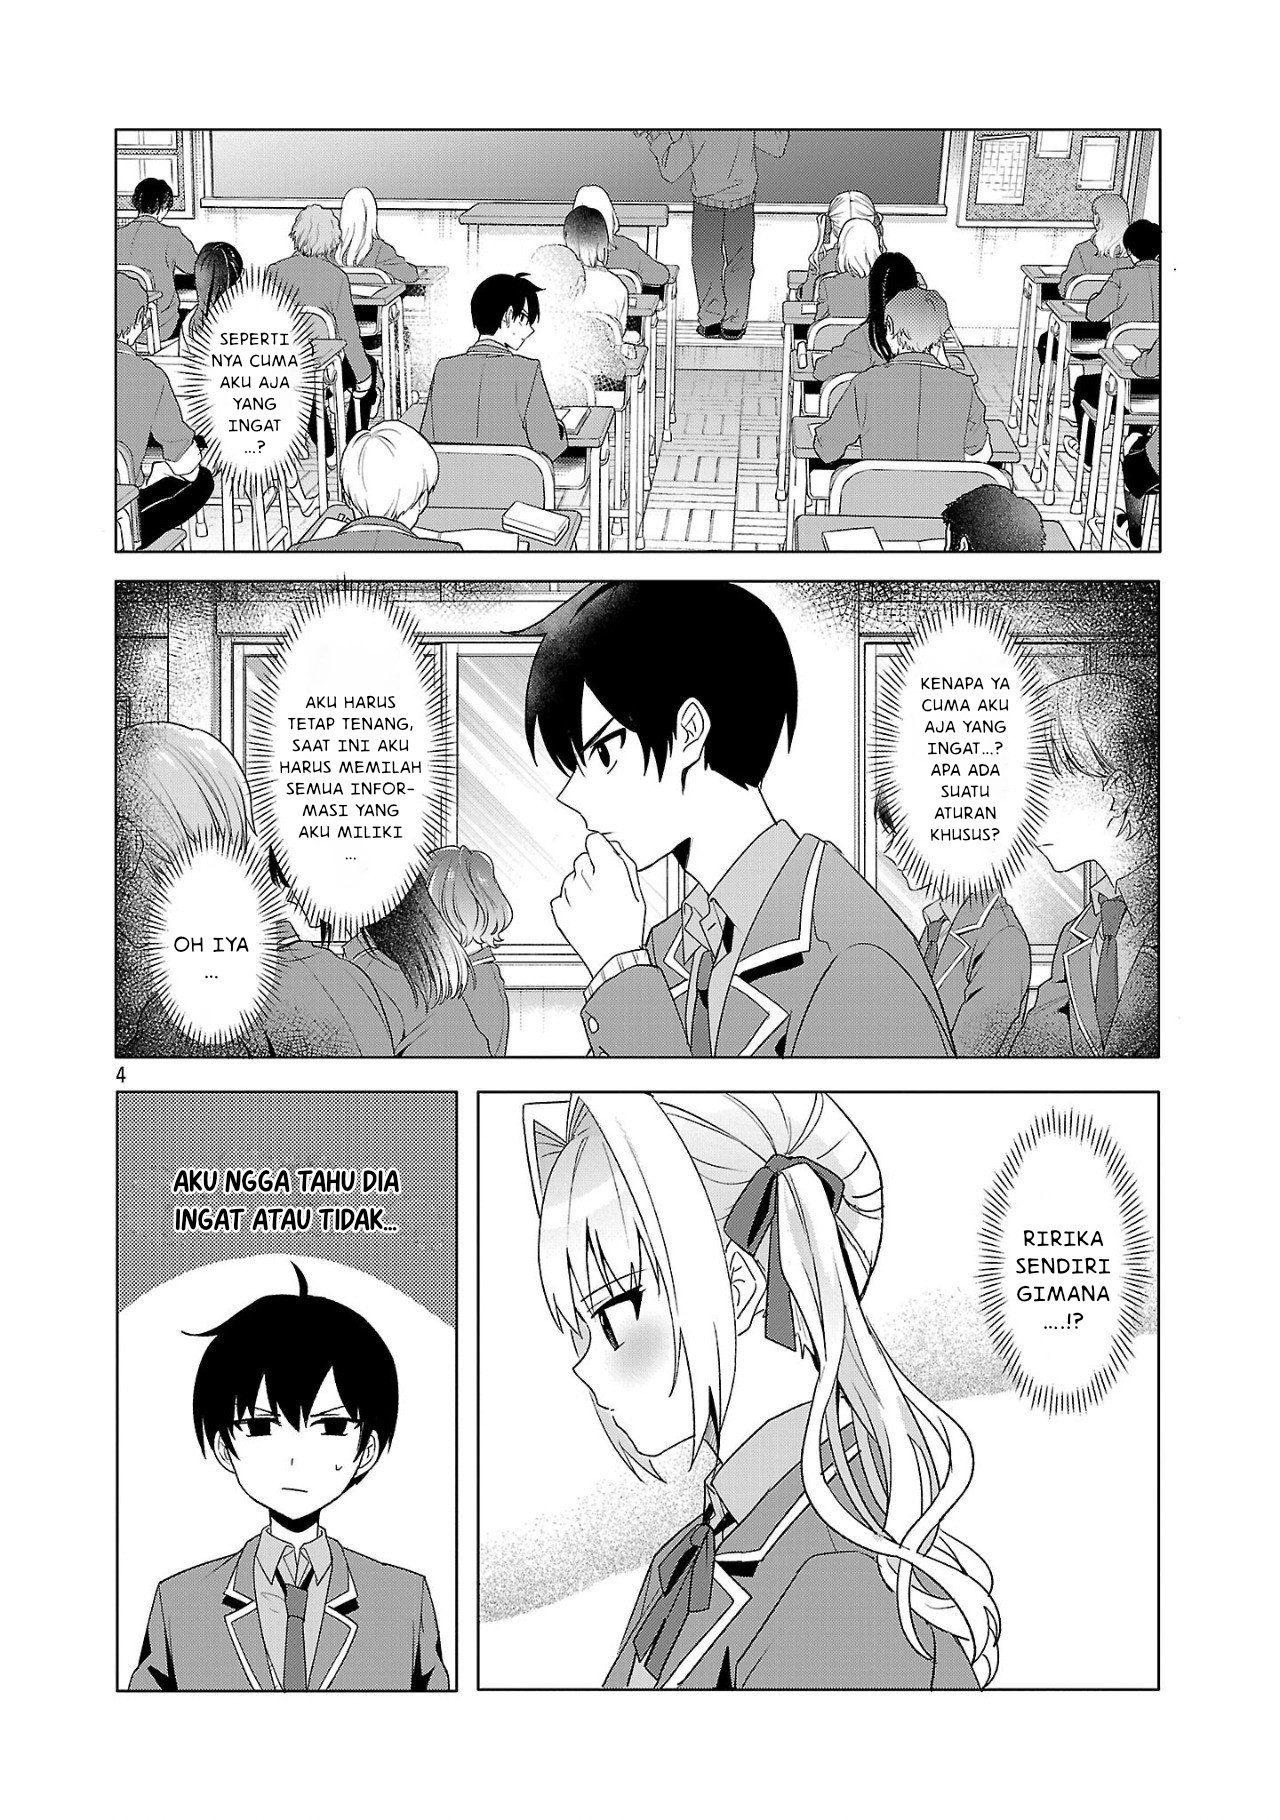 SEPERTI
NYA CUMA
AKU AJA
YANG
INGAT
...?
KENAPA YA
CUMA AKU
AJA YANG
INGAT...?
APA ADA
SUATU
ATURAN
KHUSUS?
AKU HARUS
TETAP TENANG,
SAAT INI AKU
HARUS MEMILAH
SEMUA INFOR-
MASI YANG
AKU MILIKI
...
OH IYA
...
4
RIRIKA
SENDIRI
GIMANA
....!?
AKU NGGA TAHU DIA
INGAT ATAU TIDAK...